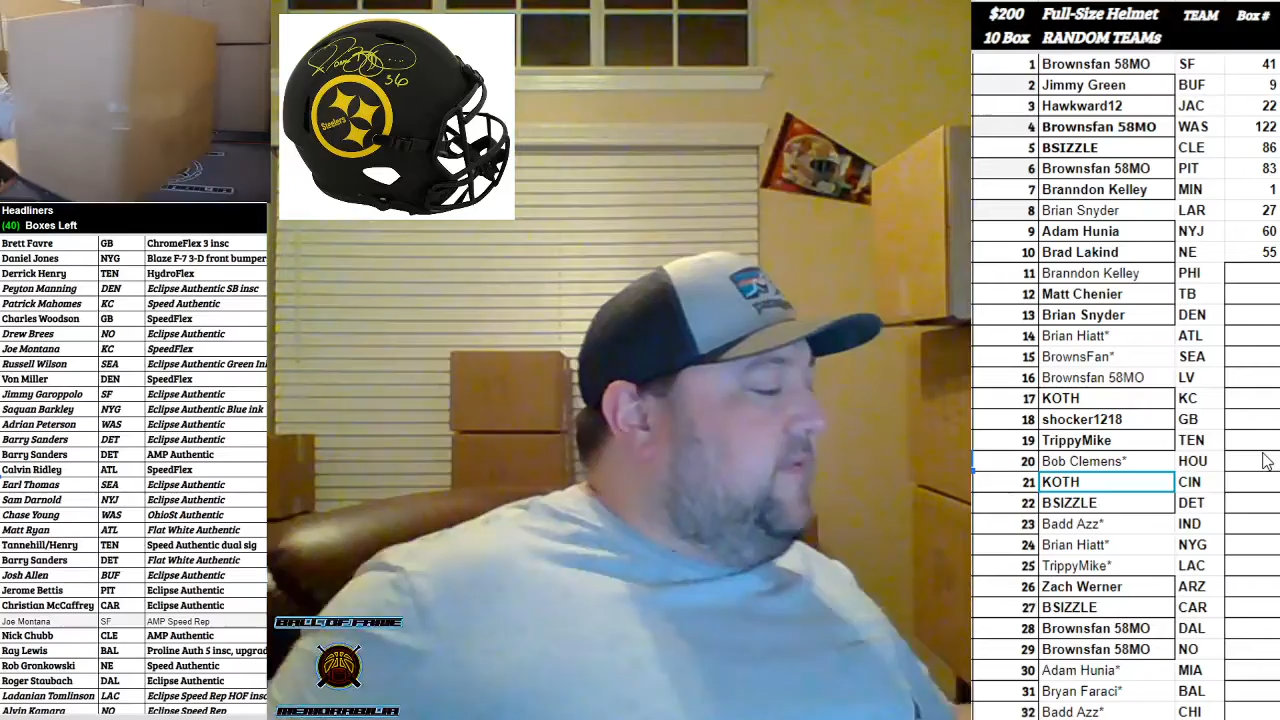 Steelers
36
Headliners
(40) Boxes Left
Brett Favre GB ChromeFlex 3 insc
Daniel Jones NYG Blaze F-7 3-D front bumper
Derrick Henry TEN HydroFlex
Peyton Manning DEN Eclipse Authentic SB insc
Patrick Mahomes KC Speed Authentic
Charles Woodson GB SpeedFlex
Drew Brees NO Eclipse Authentic
Joe Montana KC SpeedFlex
Russell Wilson SEA Eclipse Authentic Green In
Von Miller DEN SpeedFlex
Jimmy Garoppolo SF Eclipse Authentic
Saquan Barkley NYG Eclipse Authentic Blue ink
Adrian Peterson WAS Eclipse Authentic
Barry Sanders DET Eclipse Authentic
Barry Sanders DET AMP Authentic
Calvin Ridley ATL SpeedFlex
Earl Thomas SEA Eclipse Authentic
Sam Darnold NYJ Eclipse Authentic
Chase Young WAS OhioSt Authentic
Matt Ryan ATL Flat White Authentic
Tannehill/Henry TEN Speed Authentic dual sig
Barry Sanders DET Flat White Authentic
Josh Allen BUF Eclipse Authentic
Jerome Bettis PIT Eclipse Authentic
Christian McCaffrey CAR Eclipse Authentic
Joe Montana SF AMP Speed Rep
Nick Chubb CLE AMP Authentic
Ray Lewis BAL Proline Auth 5 insc, upgrad
Rob Gronkowski NE Speed Authentic
Roger Staubach DAL Eclipse Authentic
Ladanian Tomlinson LAC Eclipse Speed Rep HOF insc
Alvin Kamara NO Eclipse Speed Rep
BALL OF FAME
MEMORABILIA
$200 Full-Size Helmet TEAM Box #
10 Box RANDOM TEAMs
1 Brownsfan 58MO SF 41
2 Jimmy Green BUF 9
3 Hawkward12 JAC 22
4 Brownsfan 58MO WAS 122
5 BSIZZLE CLE 86
6 Brownsfan 58MO PIT 83
7 Branndon Kelley MIN 1
8 Brian Snyder LAR 27
9 Adam Hunia NYJ 60
10 Brad Lakind NE 55
11 Branndon Kelley PHI
12 Matt Chenier TB
13 Brian Snyder DEN
14 Brian Hiatt* ATL
15 BrownsFan* SEA
16 Brownsfan 58MO LV
17 KOTH KC
18 shocker1218 GB
19 TrippyMike TEN
20 Bob Clemens* HOU
21 KOTH CIN
22 BSIZZLE DET
23 Badd Azz* IND
24 Brian Hiatt* NYG
25 TrippyMike* LAC
26 Zach Werner ARZ
27 BSIZZLE CAR
28 Brownsfan 58MO DAL
29 Brownsfan 58MO NO
30 Adam Hunia* MIA
31 Bryan Faraci* BAL
32 Badd Azz* CHI